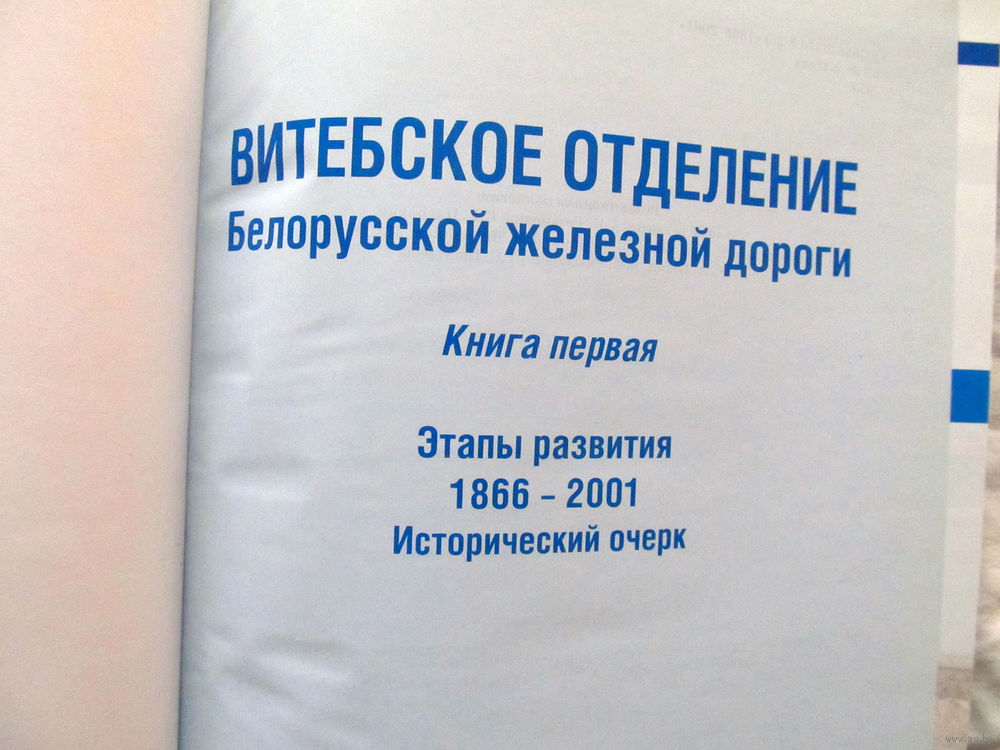 ВИТЕБСКОЕ ОТДЕЛЕНИЕ
Белорусской железной дороги
Книга первая
Этапы развития
1866 – 2001
Исторический очерк